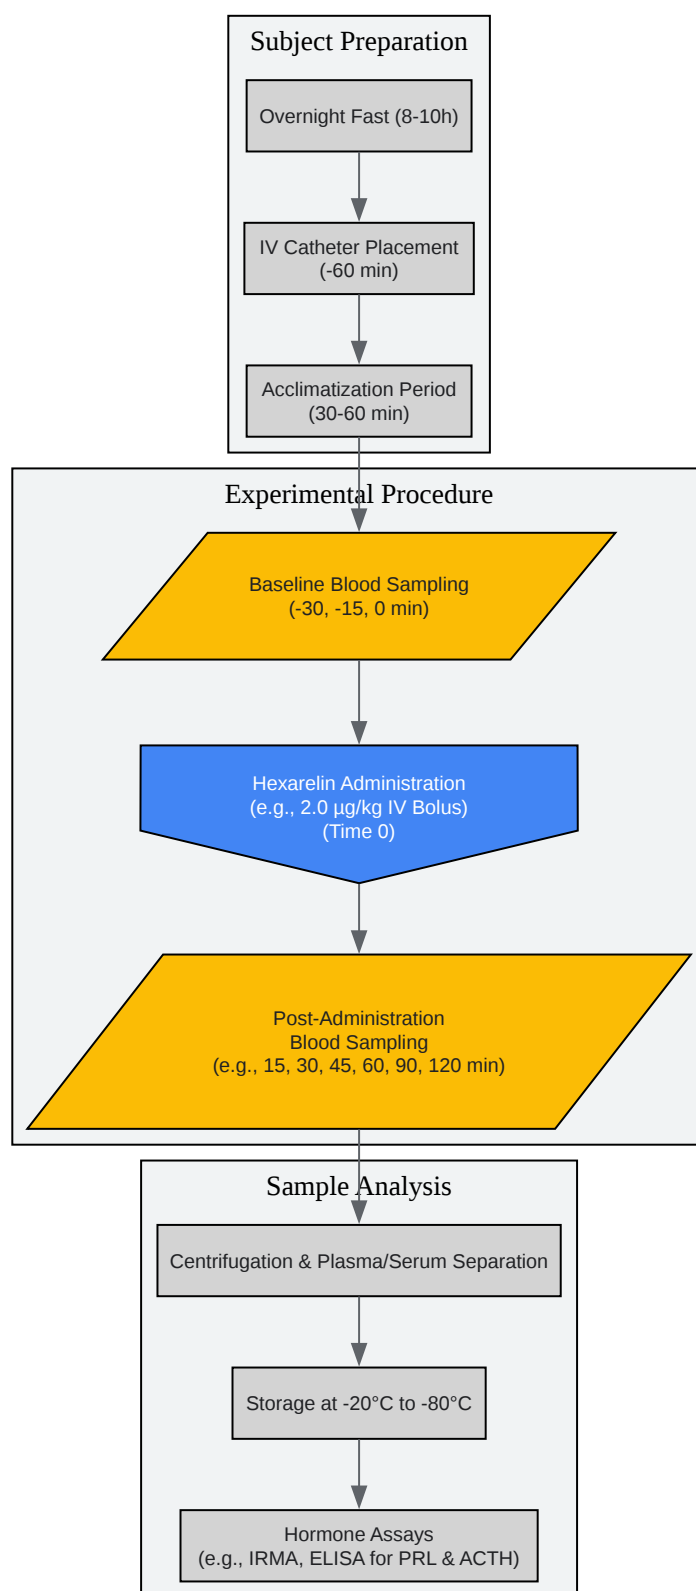 Subject Preparation
Overnight Fast (8-10h)
IV Catheter Placement
(-60 min)
Acclimatization Period
(30-60 min)
Experimental Procedure
Baseline Blood Sampling
(-30, -15, 0 min)
Hexarelin Administration
(e.g., 2.0 µg/kg IV Bolus)
(Time 0)
Post-Administration
Blood Sampling
(e.g., 15, 30, 45, 60, 90, 120 min)
Sample Analysis
Centrifugation & Plasma/Serum Separation
Storage at -20°C to -80°C
Hormone Assays
(e.g., IRMA, ELISA for PRL & ACTH)